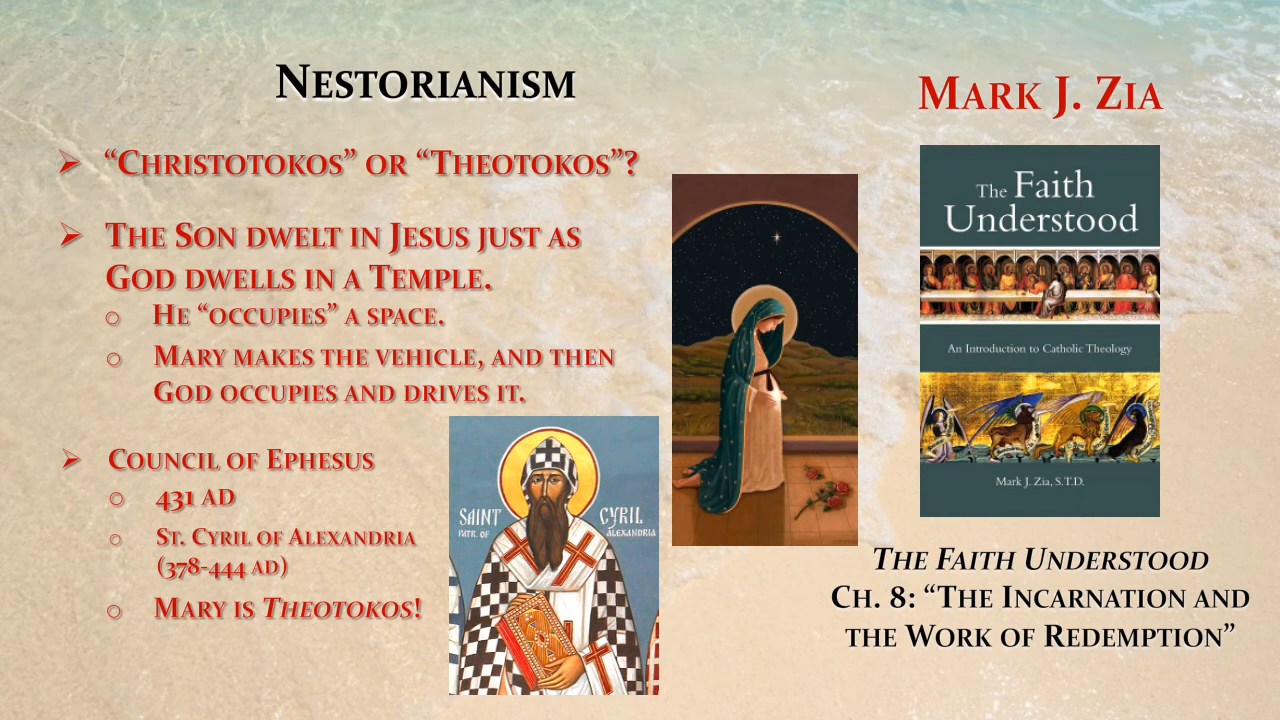 Nestorianism
“Christotokos” or “Theotokos”?
The Son dwelt in Jesus just as
God dwells in a Temple.
He “occupies” a space.
Mary makes the vehicle, and then
God occupies and drives it.
Council of Ephesus
431 AD
St. Cyril of Alexandria
(378-444 AD)
Mary is Theotokos!
SAINT
CYRIL
PATR. OF
ALEXANDRIA
Mark J. Zia
The Faith
Understood
An Introduction to Catholic Theology
Mark J. Zia, S.T.D.
The Faith Understood
Ch. 8: “The Incarnation and
the Work of Redemption”